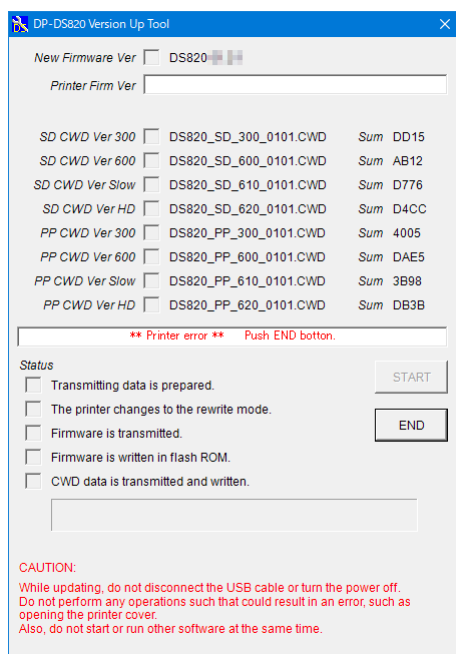 DP-DS820 Version Up Tool
New Firmware Ver DS820
Printer Firm Ver
SD CWD Ver 300 DS820_SD_300_0101.CWD Sum DD15
SD CWD Ver 600 DS820_SD_600_0101.CWD Sum AB12
SD CWD Ver Slow DS820_SD_610_0101.CWD Sum D776
SD CWD Ver HD DS820_SD_620_0101.CWD Sum D4CC
PP CWD Ver 300 DS820_PP_300_0101.CWD Sum 4005
PP CWD Ver 600 DS820_PP_600_0101.CWD Sum DAE5
PP CWD Ver Slow DS820_PP_610_0101.CWD Sum 3B98
PP CWD Ver HD DS820_PP_620_0101.CWD Sum DB3B
** Printer error ** Push END botton.
Status
Transmitting data is prepared.
The printer changes to the rewrite mode.
Firmware is transmitted.
Firmware is written in flash ROM.
CWD data is transmitted and written.
START
END
CAUTION:
While updating, do not disconnect the USB cable or turn the power off.
Do not perform any operations such that could result in an error, such as
opening the printer cover.
Also, do not start or run other software at the same time.